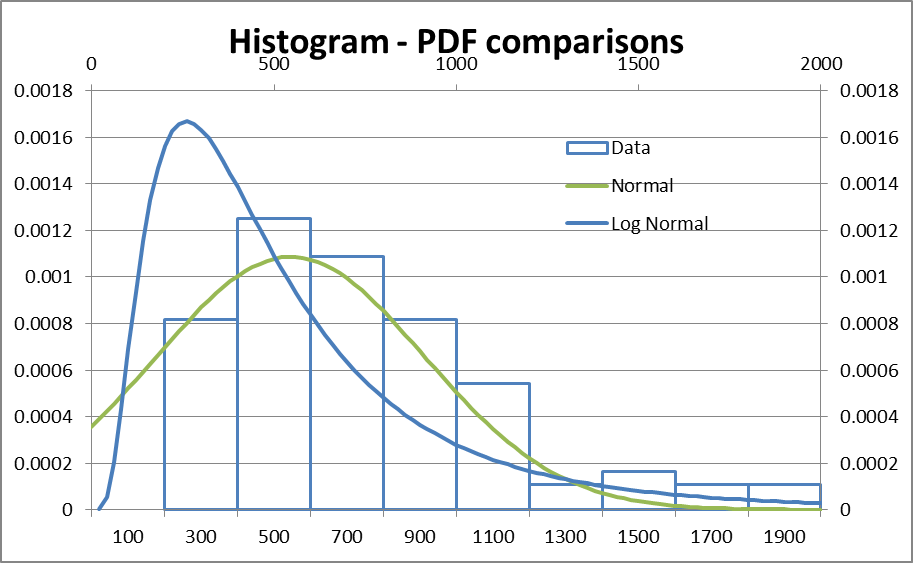 Histogram - PDF comparisons
0 500 1000 1500 2000
0.0018 0.0018
0.0016 0.0016
Data
0.0014 0.0014
Normal
0.0012 Log Normal 0.0012
0.001 0.001
0.0008 0.0008
0.0006 0.0006
0.0004 0.0004
0.0002 0.0002
0 0
100 300 500 700 900 1100 1300 1500 1700 1900